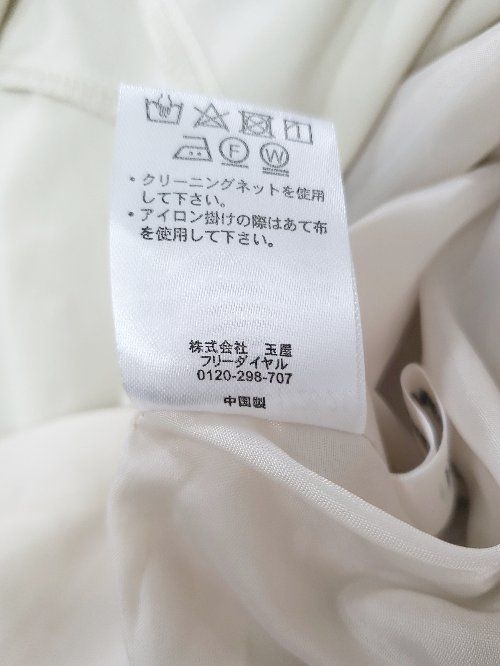 F W
・クリーニングネットを使用
して下さい。
・アイロン掛けの際はあて布
を使用して下さい。
株式会社　玉屋
フリーダイヤル
0120-298-707
中国製